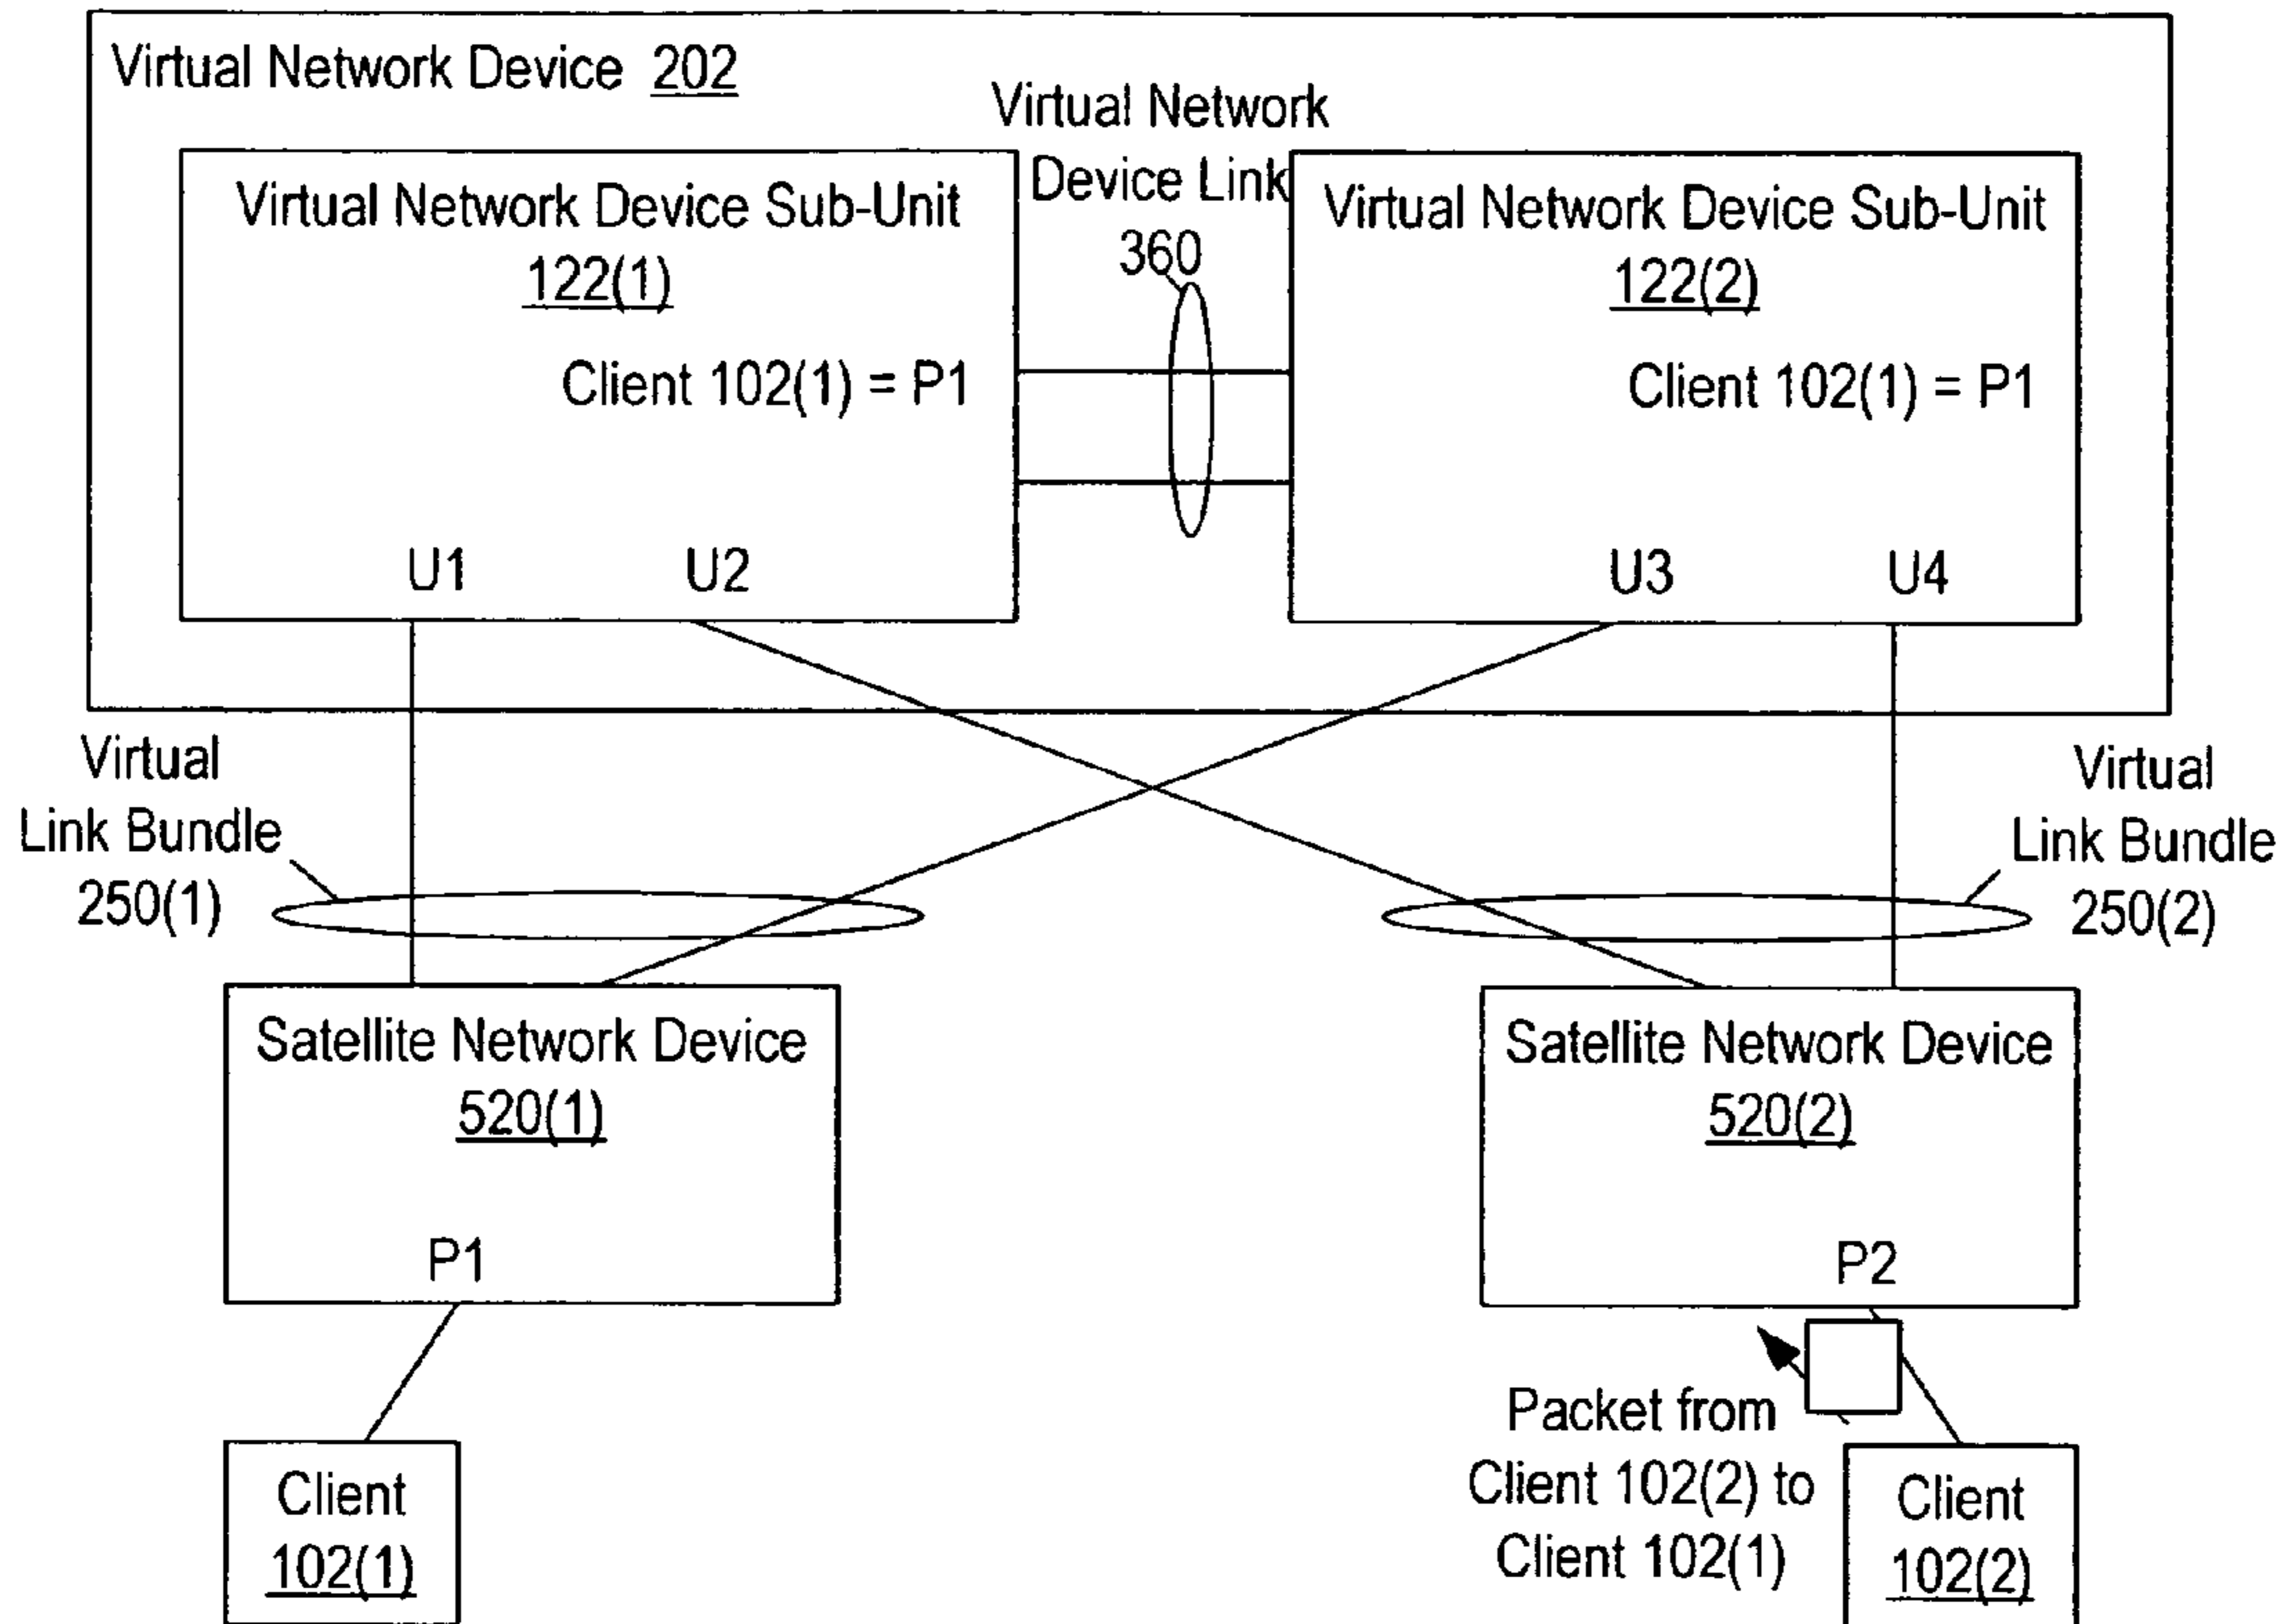 Virtual Network Device 202
Virtual Network
Device Link
360
Virtual Network Device Sub-Unit
122(1)
Client 102(1) = P1
U1 U2
Virtual Network Device Sub-Unit
122(2)
Client 102(1) = P1
U3 U4
Virtual
Link Bundle
250(1)
Virtual
Link Bundle
250(2)
Satellite Network Device
520(1)
P1
Satellite Network Device
520(2)
P2
Client
102(1)
Packet from
Client 102(2) to
Client 102(1)
Client
102(2)